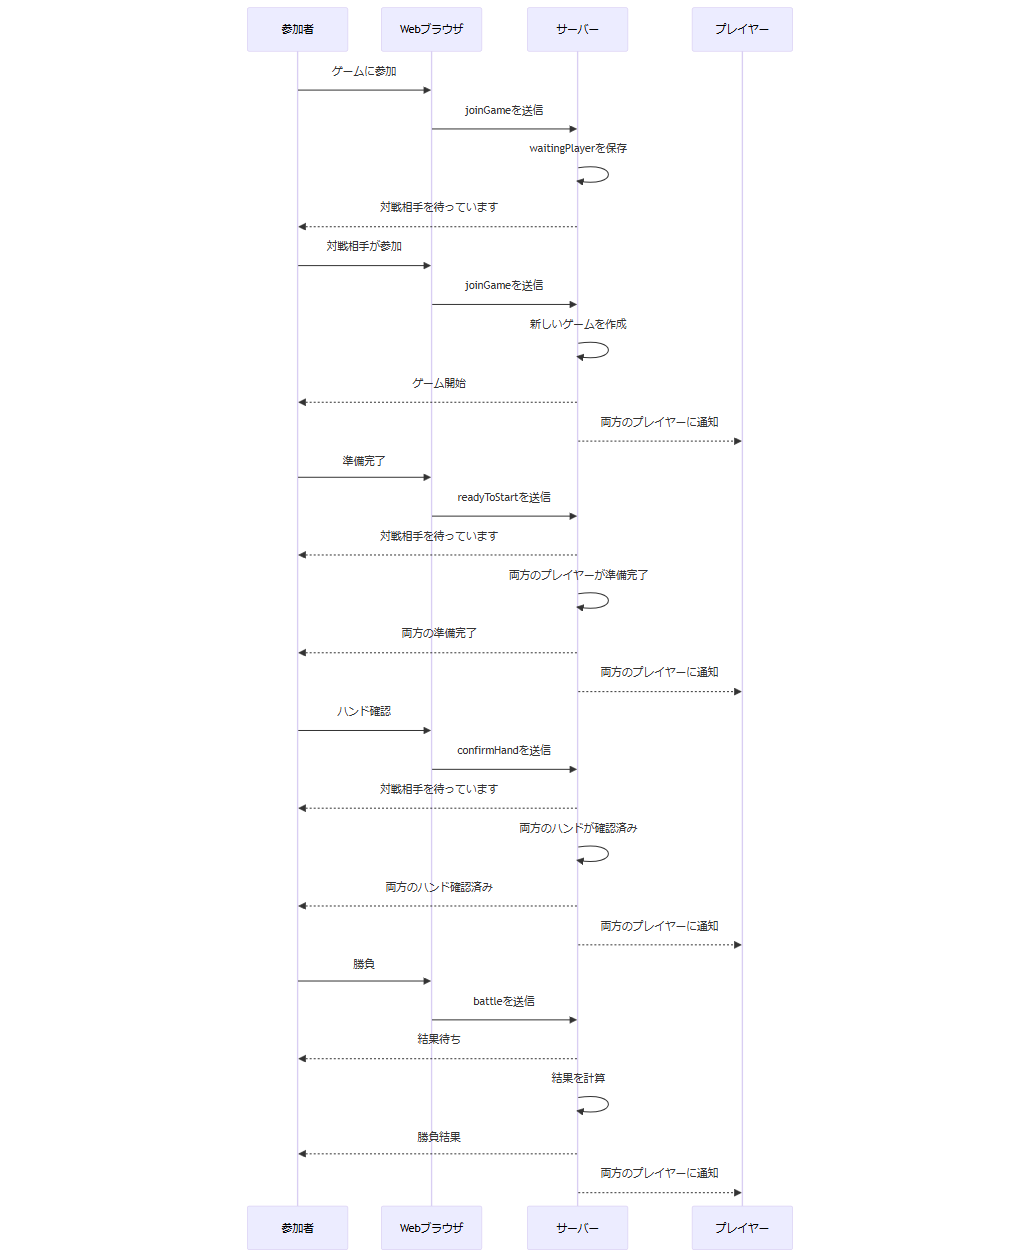 参加者
Webブラウザ
サーバー
プレイヤー
ゲームに参加
joinGameを送信
waitingPlayerを保存
対戦相手を待っています
対戦相手が参加
joinGameを送信
新しいゲームを作成
ゲーム開始
両方のプレイヤーに通知
準備完了
readyToStartを送信
対戦相手を待っています
両方のプレイヤーが準備完了
両方の準備完了
両方のプレイヤーに通知
ハンド確認
confirmHandを送信
対戦相手を待っています
両方のハンドが確認済み
両方のハンド確認済み
両方のプレイヤーに通知
勝負
battleを送信
結果待ち
結果を計算
勝負結果
両方のプレイヤーに通知
参加者
Webブラウザ
サーバー
プレイヤー